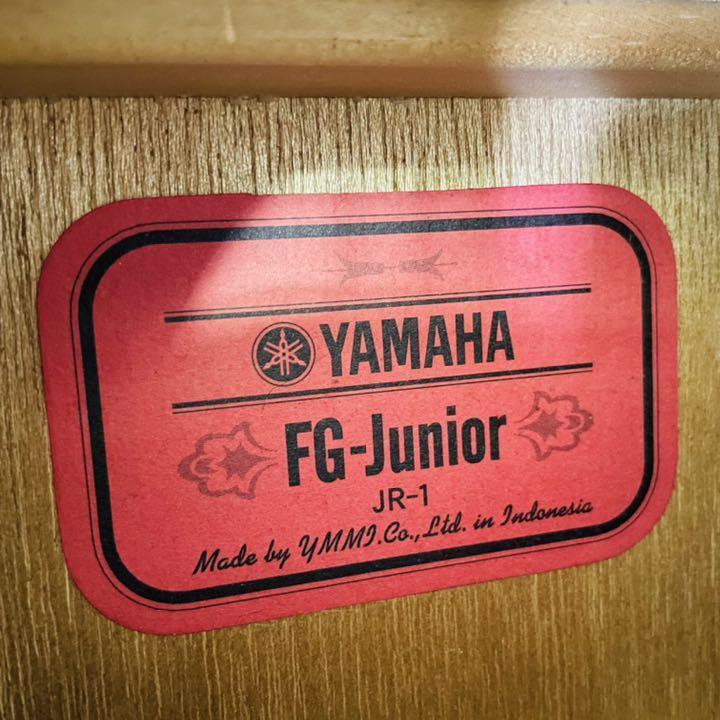 YAMAHA
FG-Junior
JR-1
Made by YMMI.Co.,Ltd. in Indonesia